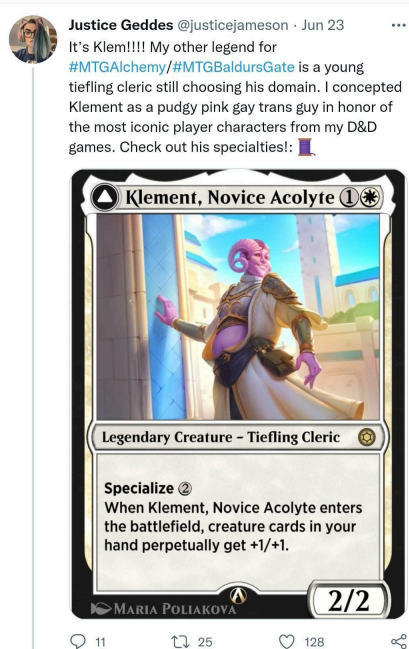 Justice Geddes @justicejameson · Jun 23
It's Klem!!!! My other legend for
#MTGAlchemy/#MTGBaldursGate is a young
tiefling cleric still choosing his domain. I concepted
Klement as a pudgy pink gay trans guy in honor of
the most iconic player characters from my D&D
games. Check out his specialties!: 🧵
Klement, Novice Acolyte 1
Legendary Creature – Tiefling Cleric
Specialize 2
When Klement, Novice Acolyte enters
the battlefield, creature cards in your
hand perpetually get +1/+1.
MARIA POLIAKOVA
2/2
11 25 128